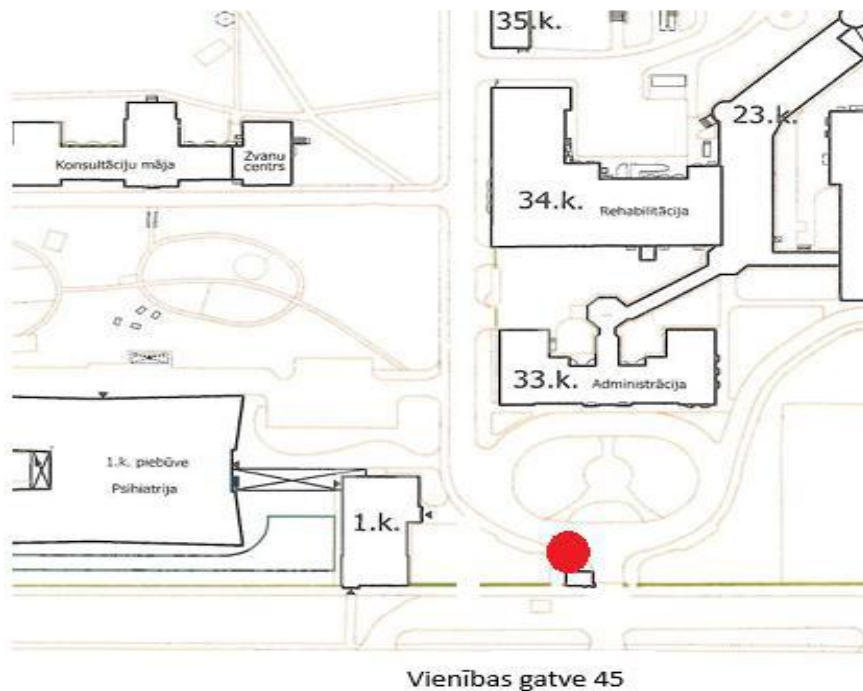 35.k.
23.k.
Konsultāciju māja
Zvanu
centrs
34.k.
Rehabilitācija
33.k.
Administrācija
1.k. piebūve
Psihiatrija
1.k.
Vienības gatve 45